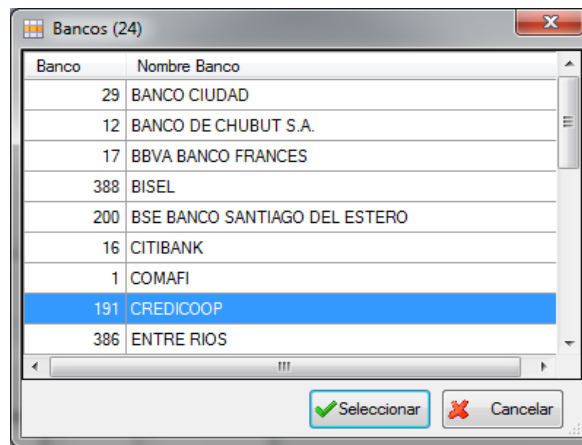 Bancos (24)
Banco Nombre Banco
29 BANCO CIUDAD
12 BANCO DE CHUBUT S.A.
17 BBVA BANCO FRANCES
388 BISEL
200 BSE BANCO SANTIAGO DEL ESTERO
16 CITIBANK
1 COMAFI
191 CREDICOOP
386 ENTRE RIOS
Seleccionar Cancelar